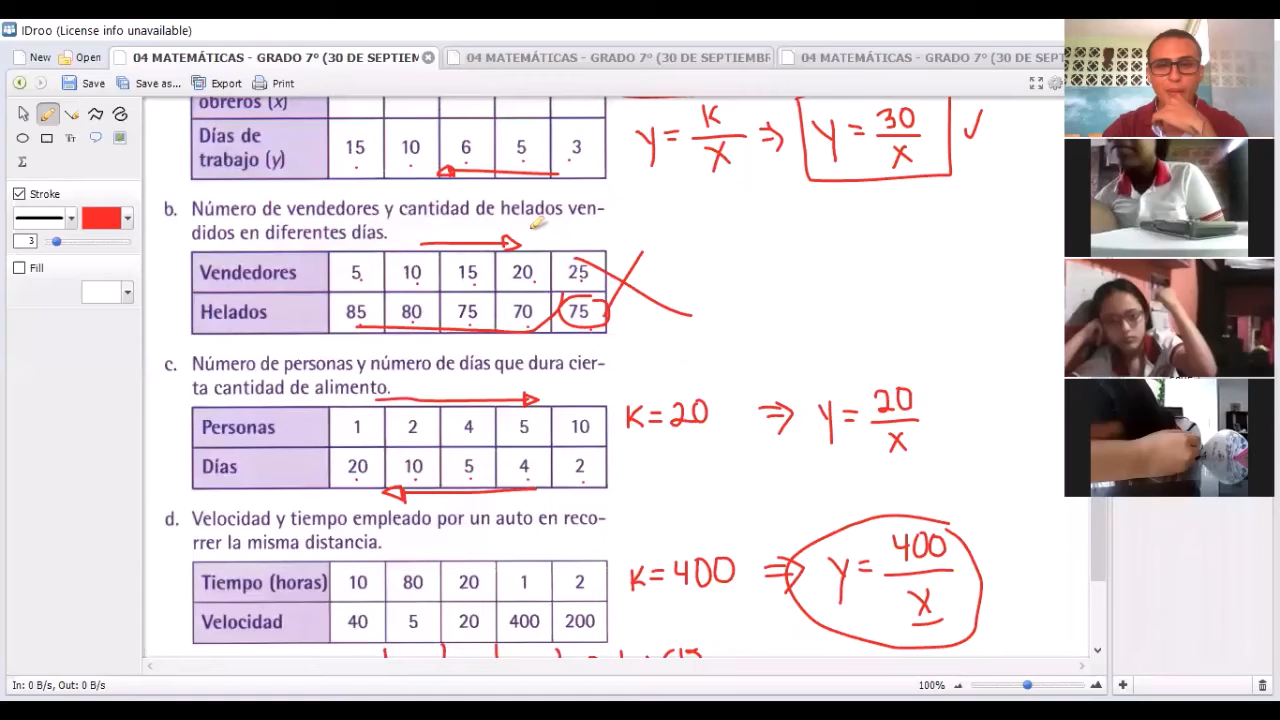 IDroo (License info unavailable)
New Open 04 MATEMÁTICAS - GRADO 7º (30 DE SEPTIEM 04 MATEMÁTICAS - GRADO 7º (30 DE SEPTIEMB 04 MATEMÁTICAS - GRADO 7º (30 DE SEPTIEM
Save Save as... Export Print
Stroke
3
Fill
obreros (x)
Días de trabajo (y) 15 10 6 5 3
y = K/X ⇒ y = 30/X ✓
b. Número de vendedores y cantidad de helados ven-
didos en diferentes días.
Vendedores 5 10 15 20 25
Helados 85 80 75 70 75
c. Número de personas y número de días que dura cier-
ta cantidad de alimento.
Personas 1 2 4 5 10
Días 20 10 5 4 2
K=20 ⇒ y = 20/X
d. Velocidad y tiempo empleado por un auto en reco-
rrer la misma distancia.
Tiempo (horas) 10 80 20 1 2
Velocidad 40 5 20 400 200
K=400 ⇒ y = 400/X
In: 0 B/s, Out: 0 B/s 100%